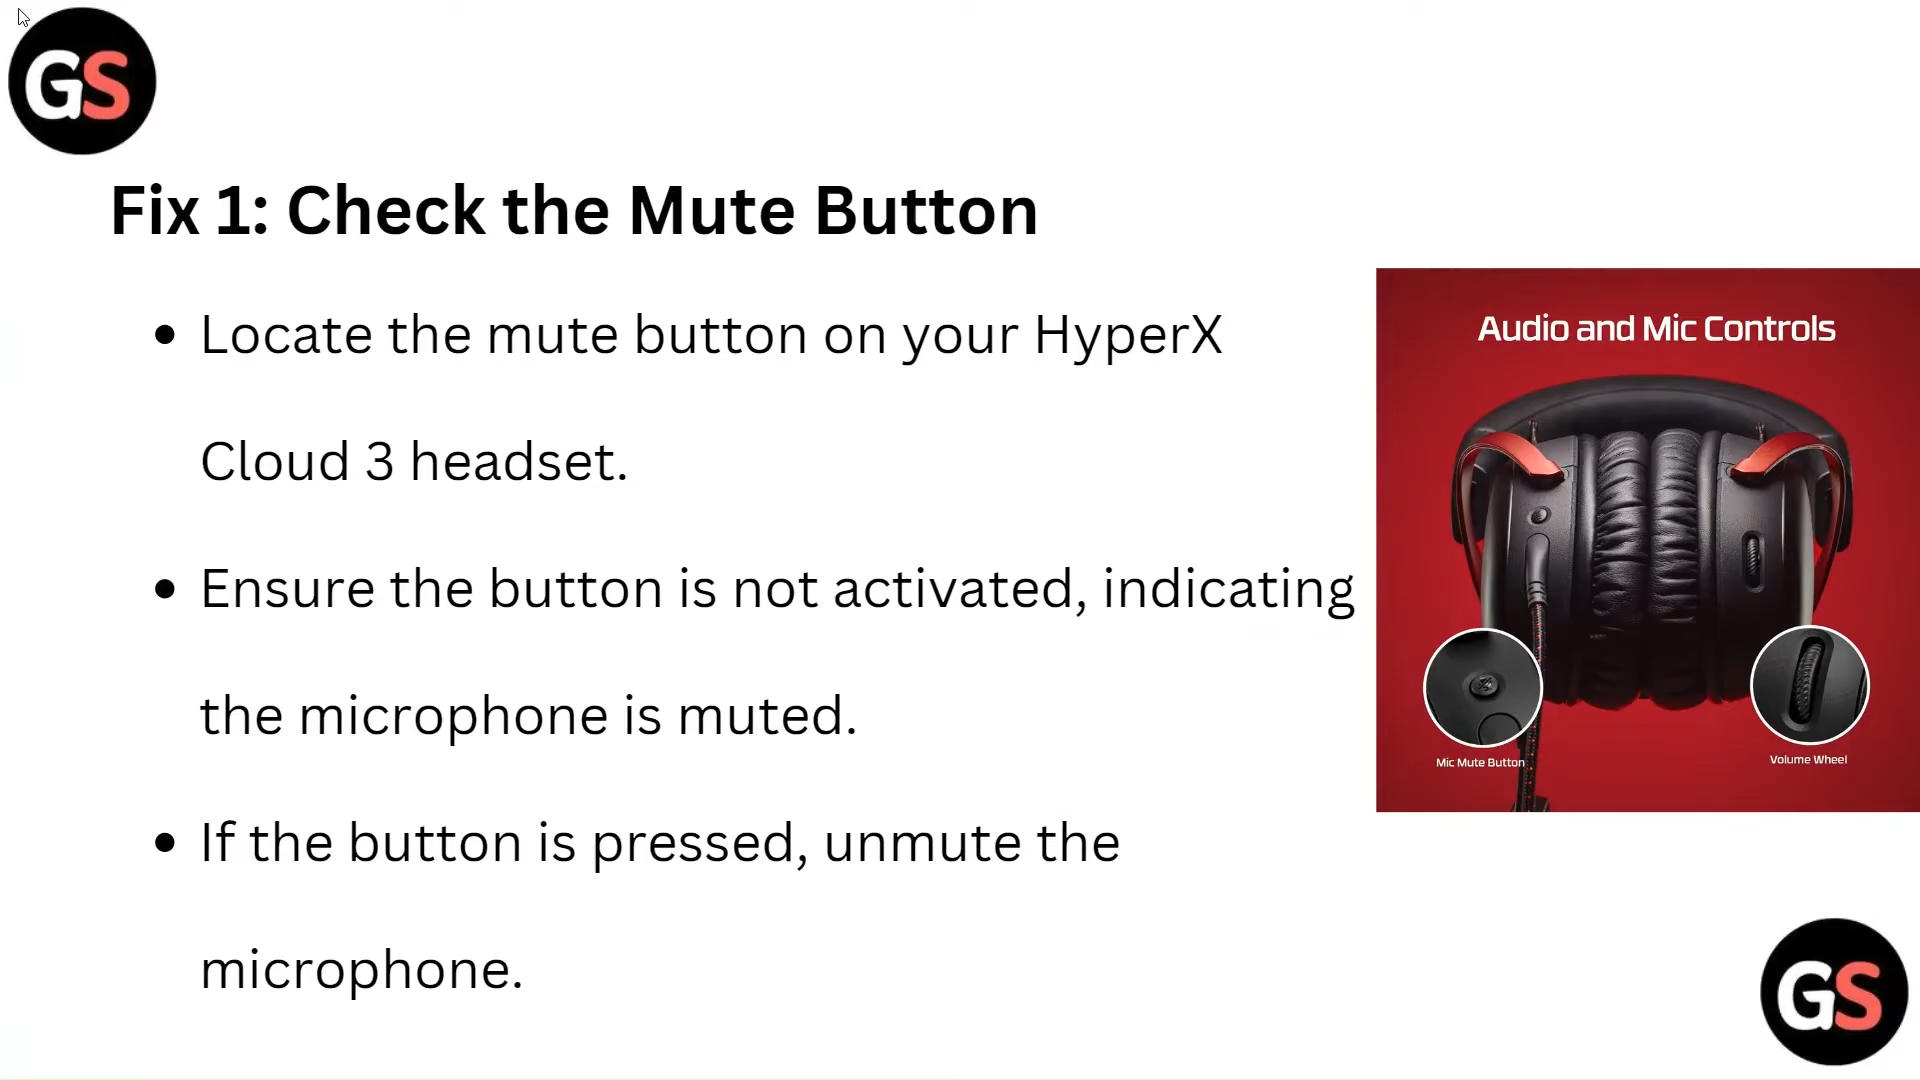 GS
Fix 1: Check the Mute Button
Locate the mute button on your HyperX
Cloud 3 headset.
Ensure the button is not activated, indicating
the microphone is muted.
If the button is pressed, unmute the
microphone.
Audio and Mic Controls
Mic Mute Button
Volume Wheel
GS